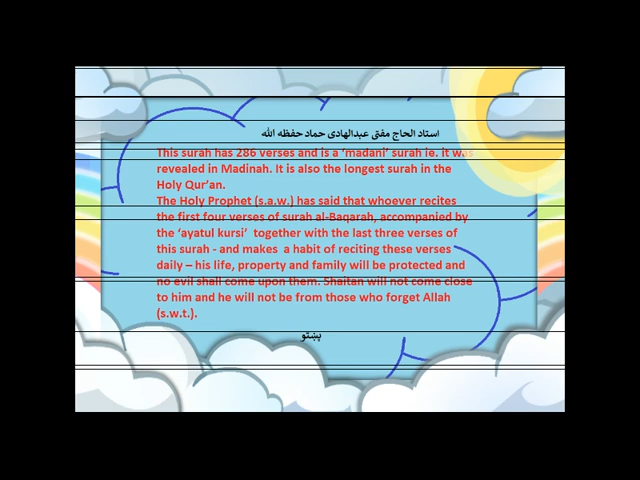 استاد الحاج مفتی عبدالهادی حماد حفظه الله
This surah has 286 verses and is a ‘madani’ surah ie. it was
revealed in Madinah. It is also the longest surah in the
Holy Qur’an.
The Holy Prophet (s.a.w.) has said that whoever recites
the first four verses of surah al-Baqarah, accompanied by
the ‘ayatul kursi’  together with the last three verses of
this surah - and makes  a habit of reciting these verses
daily – his life, property and family will be protected and
no evil shall come upon them. Shaitan will not come close
to him and he will not be from those who forget Allah
(s.w.t.).
پښتو